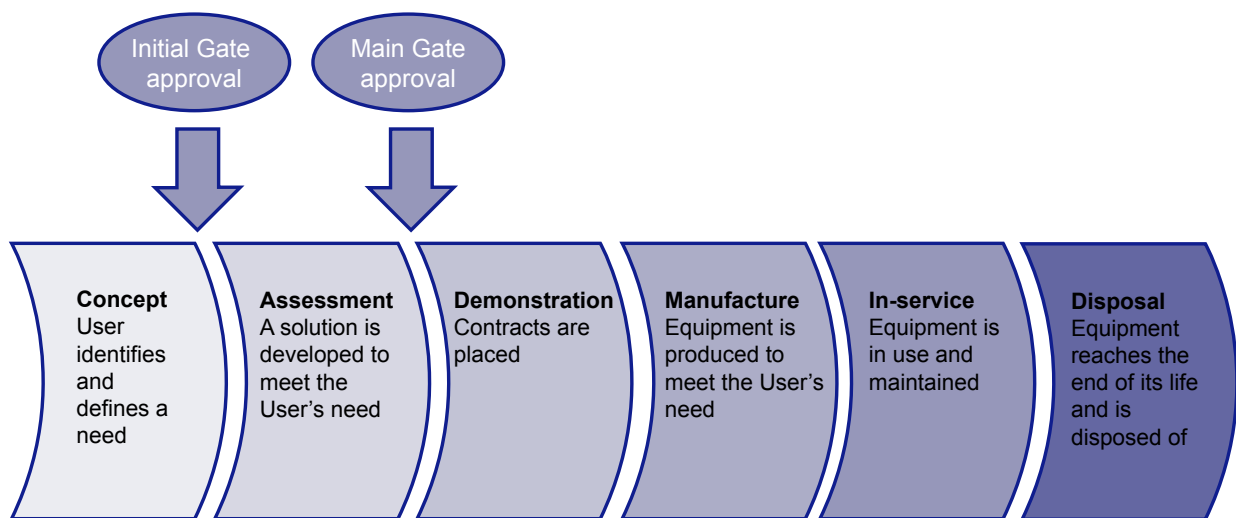 Initial Gate
approval
Main Gate
approval
Concept
User
identifies
and
defines a
need
Assessment
A solution is
developed to
meet the
User's need
Demonstration
Contracts are
placed
Manufacture
Equipment is
produced to
meet the User's
need
In-service
Equipment is
in use and
maintained
Disposal
Equipment
reaches the
end of its life
and is
disposed of